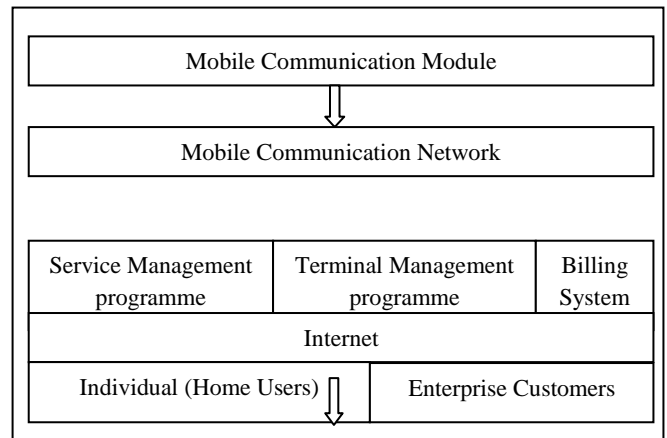 Mobile Communication Module
Mobile Communication Network
Service Management
programme
Terminal Management
programme
Billing
System
Internet
Individual (Home Users)
Enterprise Customers